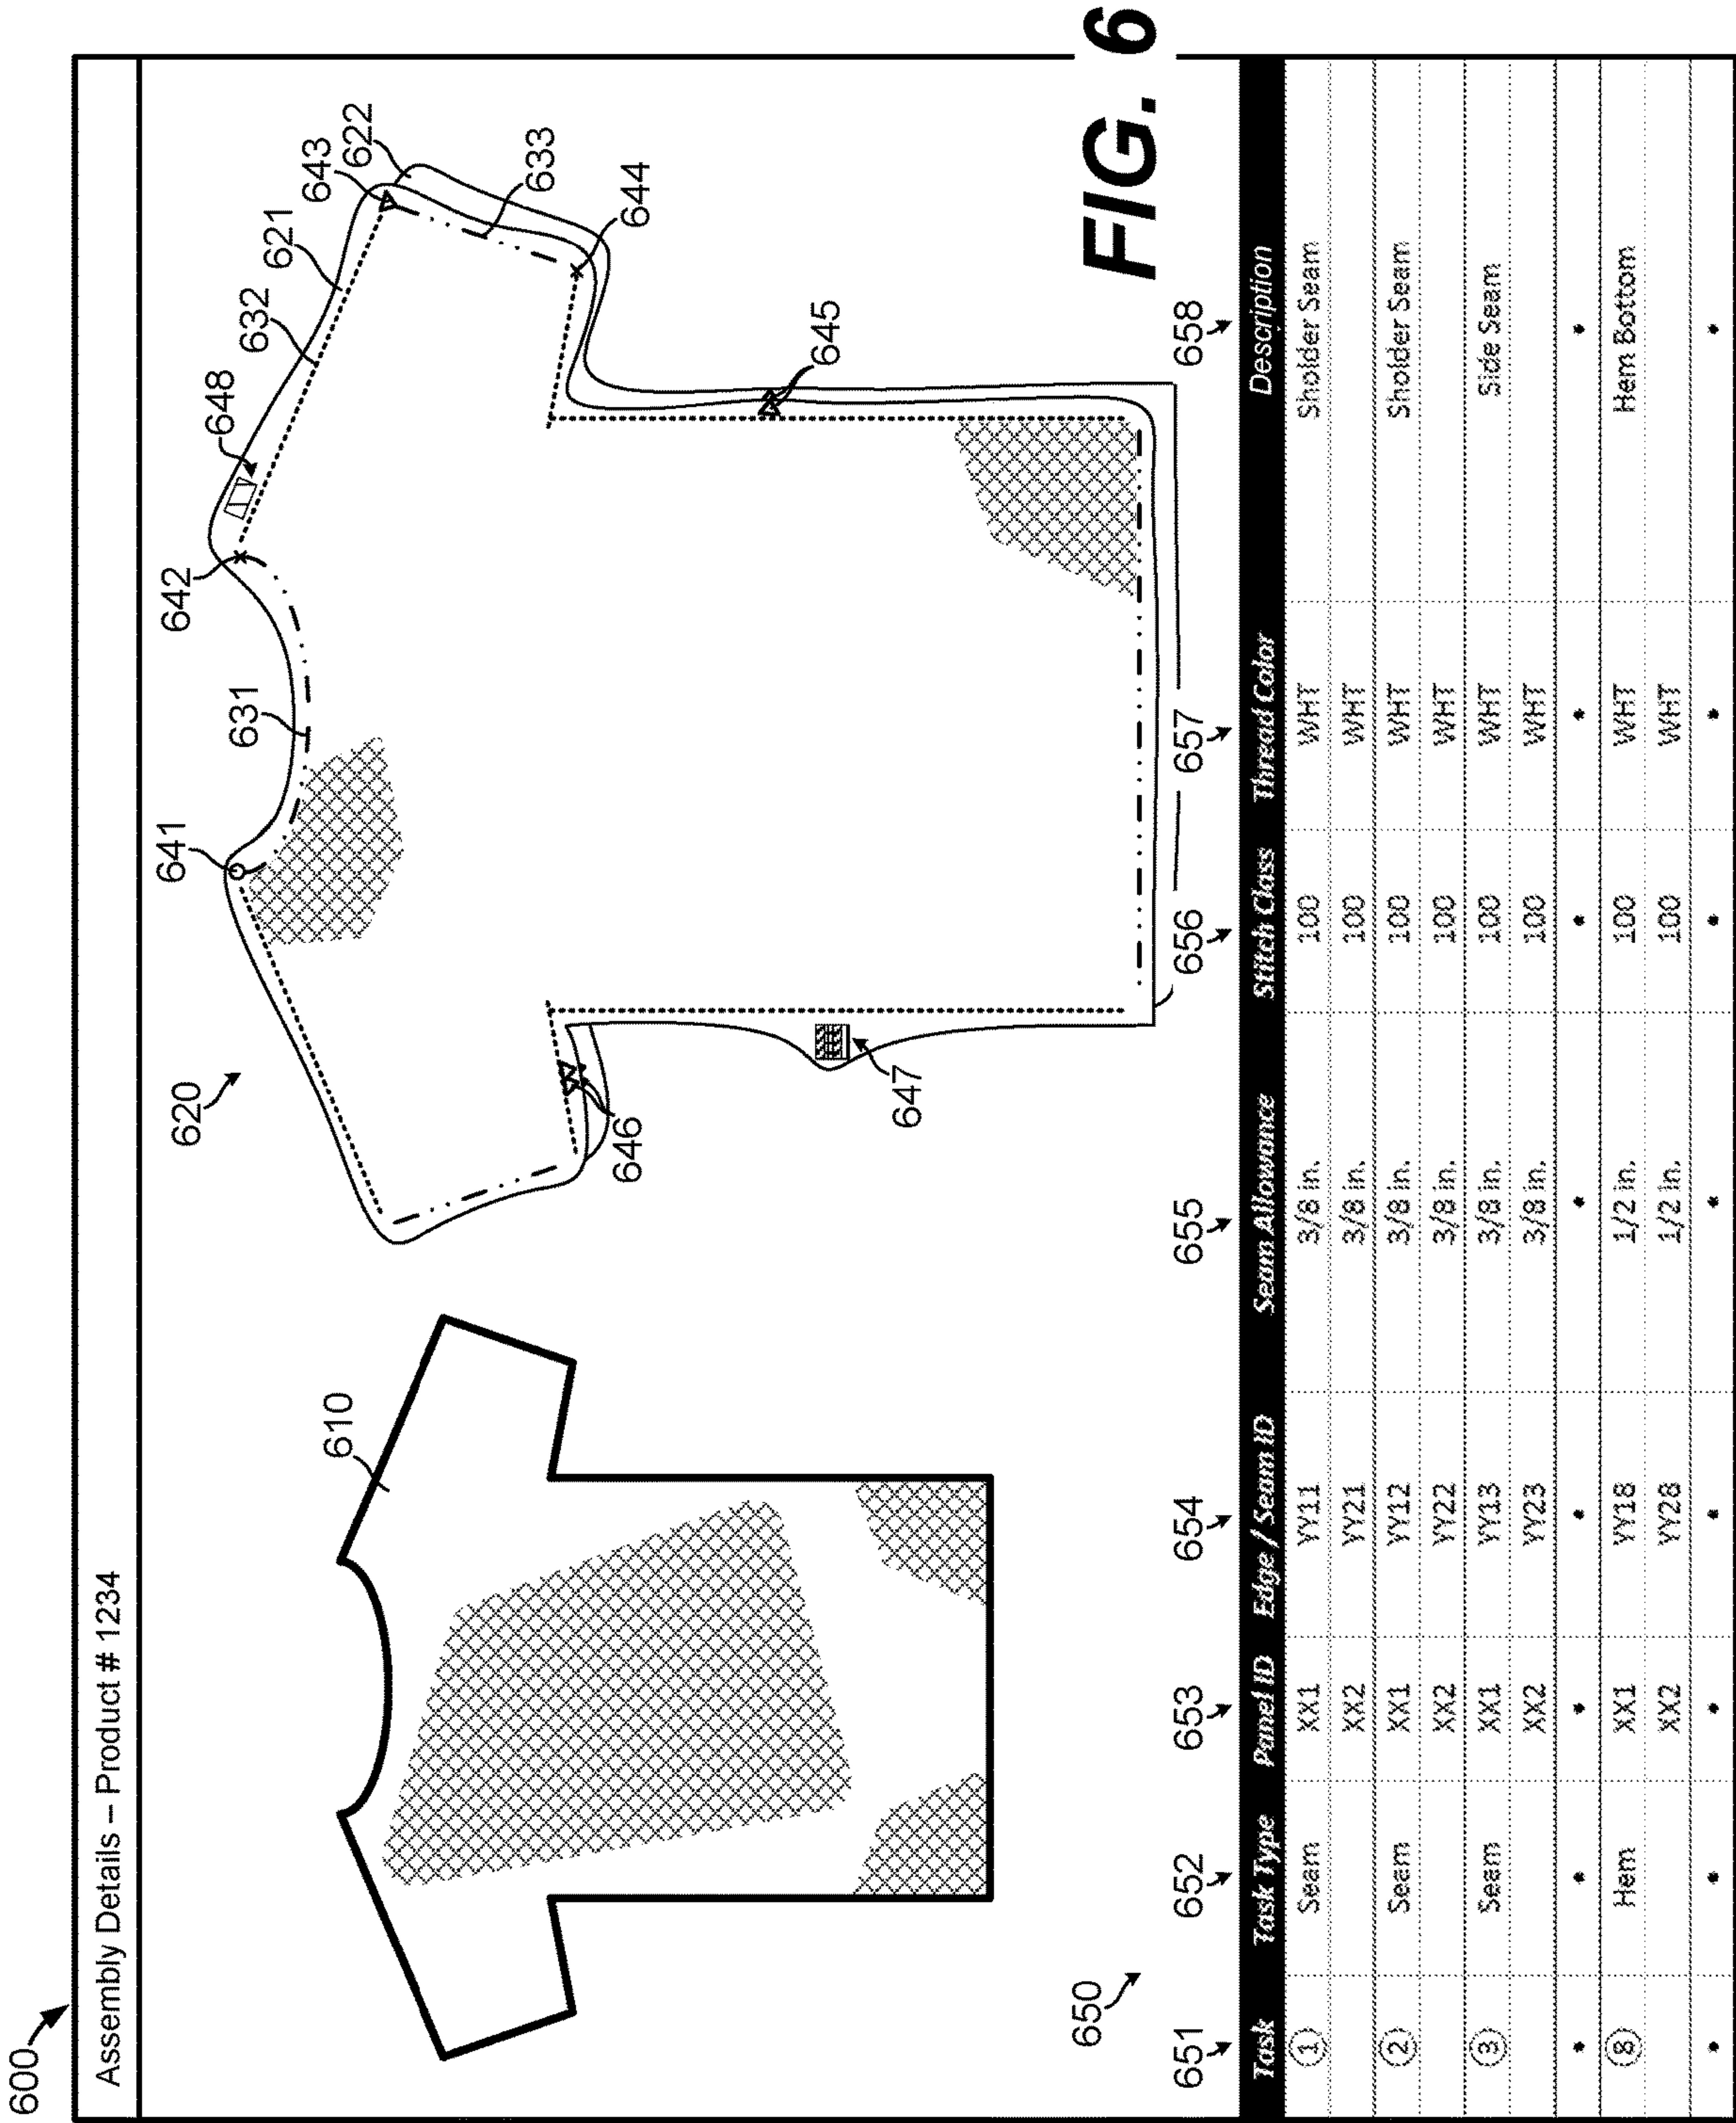 600
Assembly Details – Product # 1234
610
620
641
631
642
648
632
621
643
622
633
644
645
646
647
FIG. 6
650
651 652 653 654 655 656 657 658
Task Task Type Panel ID Edge / Seam ID Seam Allowance Stitch Class Thread Color Description
1 Seam XX1 YY11 3/8 in. 100 WHT Sholder Seam
XX2 YY21 3/8 in. 100 WHT
2 Seam XX1 YY12 3/8 in. 100 WHT Sholder Seam
XX2 YY22 3/8 in. 100 WHT
3 Seam XX1 YY13 3/8 in. 100 WHT Side Seam
XX2 YY23 3/8 in. 100 WHT
• • • • • • • •
8 Hem XX1 YY18 1/2 in. 100 WHT Hem Bottom
XX2 YY28 1/2 in. 100 WHT
• • • • • • • •